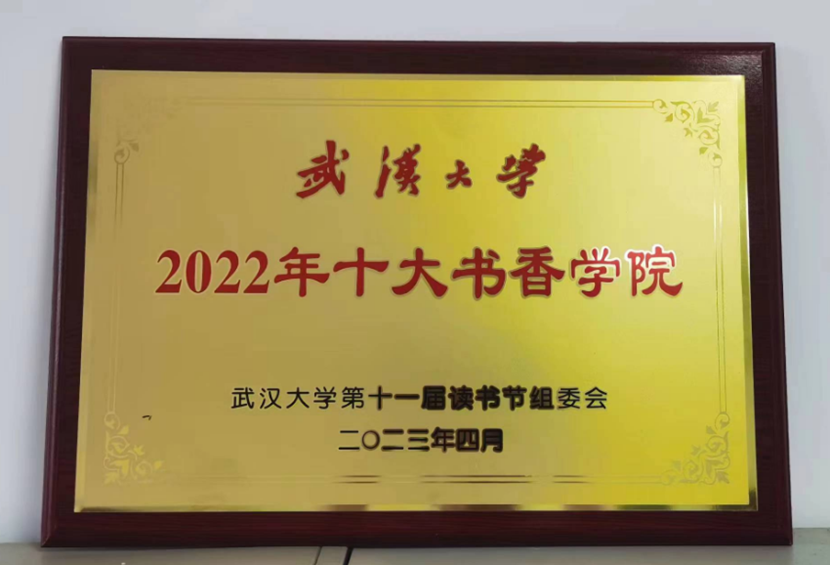 武漢大學
2022年十大书香学院
武汉大学第十一届读书节组委会
二〇二三年四月